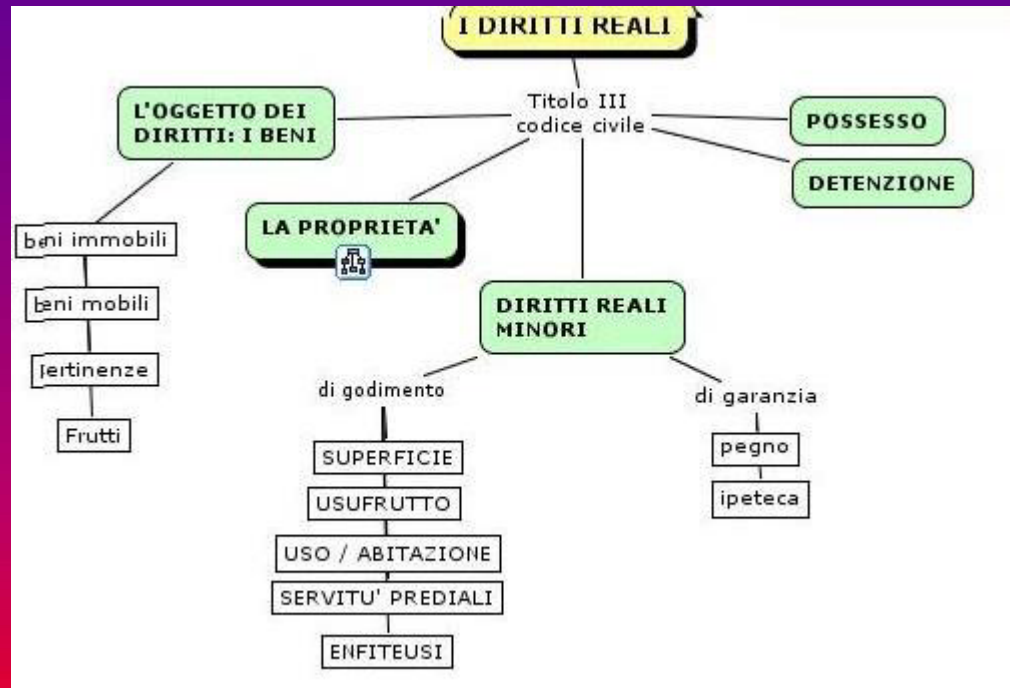 I DIRITTI REALI
Titolo III
codice civile
L'OGGETTO DEI
DIRITTI: I BENI
POSSESSO
DETENZIONE
LA PROPRIETA'
beni immobili
beni mobili
pertinenze
Frutti
DIRITTI REALI
MINORI
di godimento
SUPERFICIE
USUFRUTTO
USO / ABITAZIONE
SERVITU' PREDIALI
ENFITEUSI
di garanzia
pegno
ipeteca